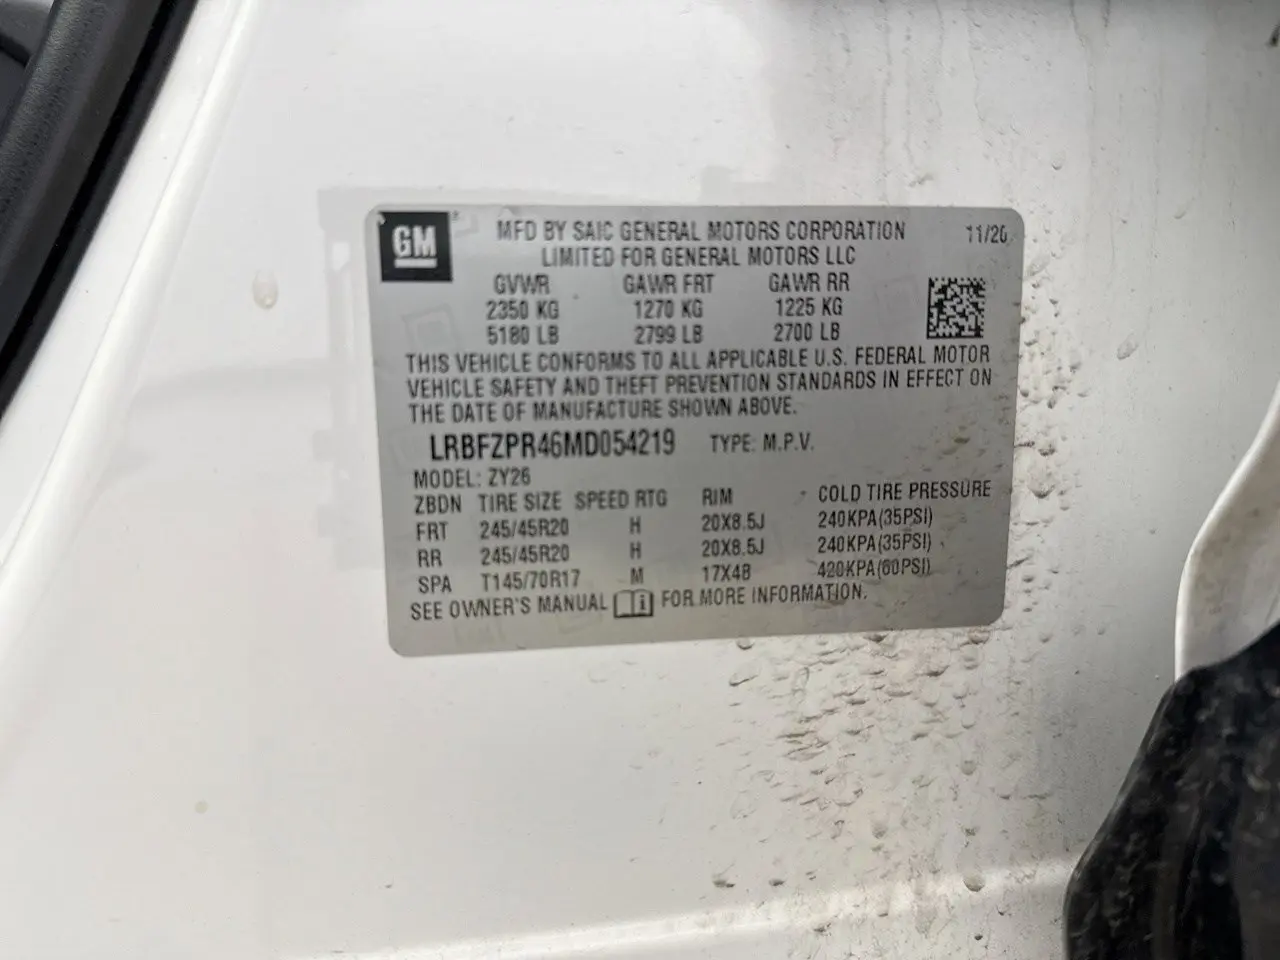 GM MFD BY SAIC GENERAL MOTORS CORPORATION 11/20
LIMITED FOR GENERAL MOTORS LLC
GVWR GAWR FRT GAWR RR
2350 KG 1270 KG 1225 KG
5180 LB 2799 LB 2700 LB
THIS VEHICLE CONFORMS TO ALL APPLICABLE U.S. FEDERAL MOTOR
VEHICLE SAFETY AND THEFT PREVENTION STANDARDS IN EFFECT ON
THE DATE OF MANUFACTURE SHOWN ABOVE.
LRBFZPR46MD054219 TYPE: M.P.V.
MODEL: ZY26
ZBDN TIRE SIZE SPEED RTG RIM COLD TIRE PRESSURE
FRT 245/45R20 H 20X8.5J 240KPA(35PSI)
RR 245/45R20 H 20X8.5J 240KPA(35PSI)
SPA T145/70R17 M 17X4B 420KPA(60PSI)
SEE OWNER'S MANUAL FOR MORE INFORMATION.